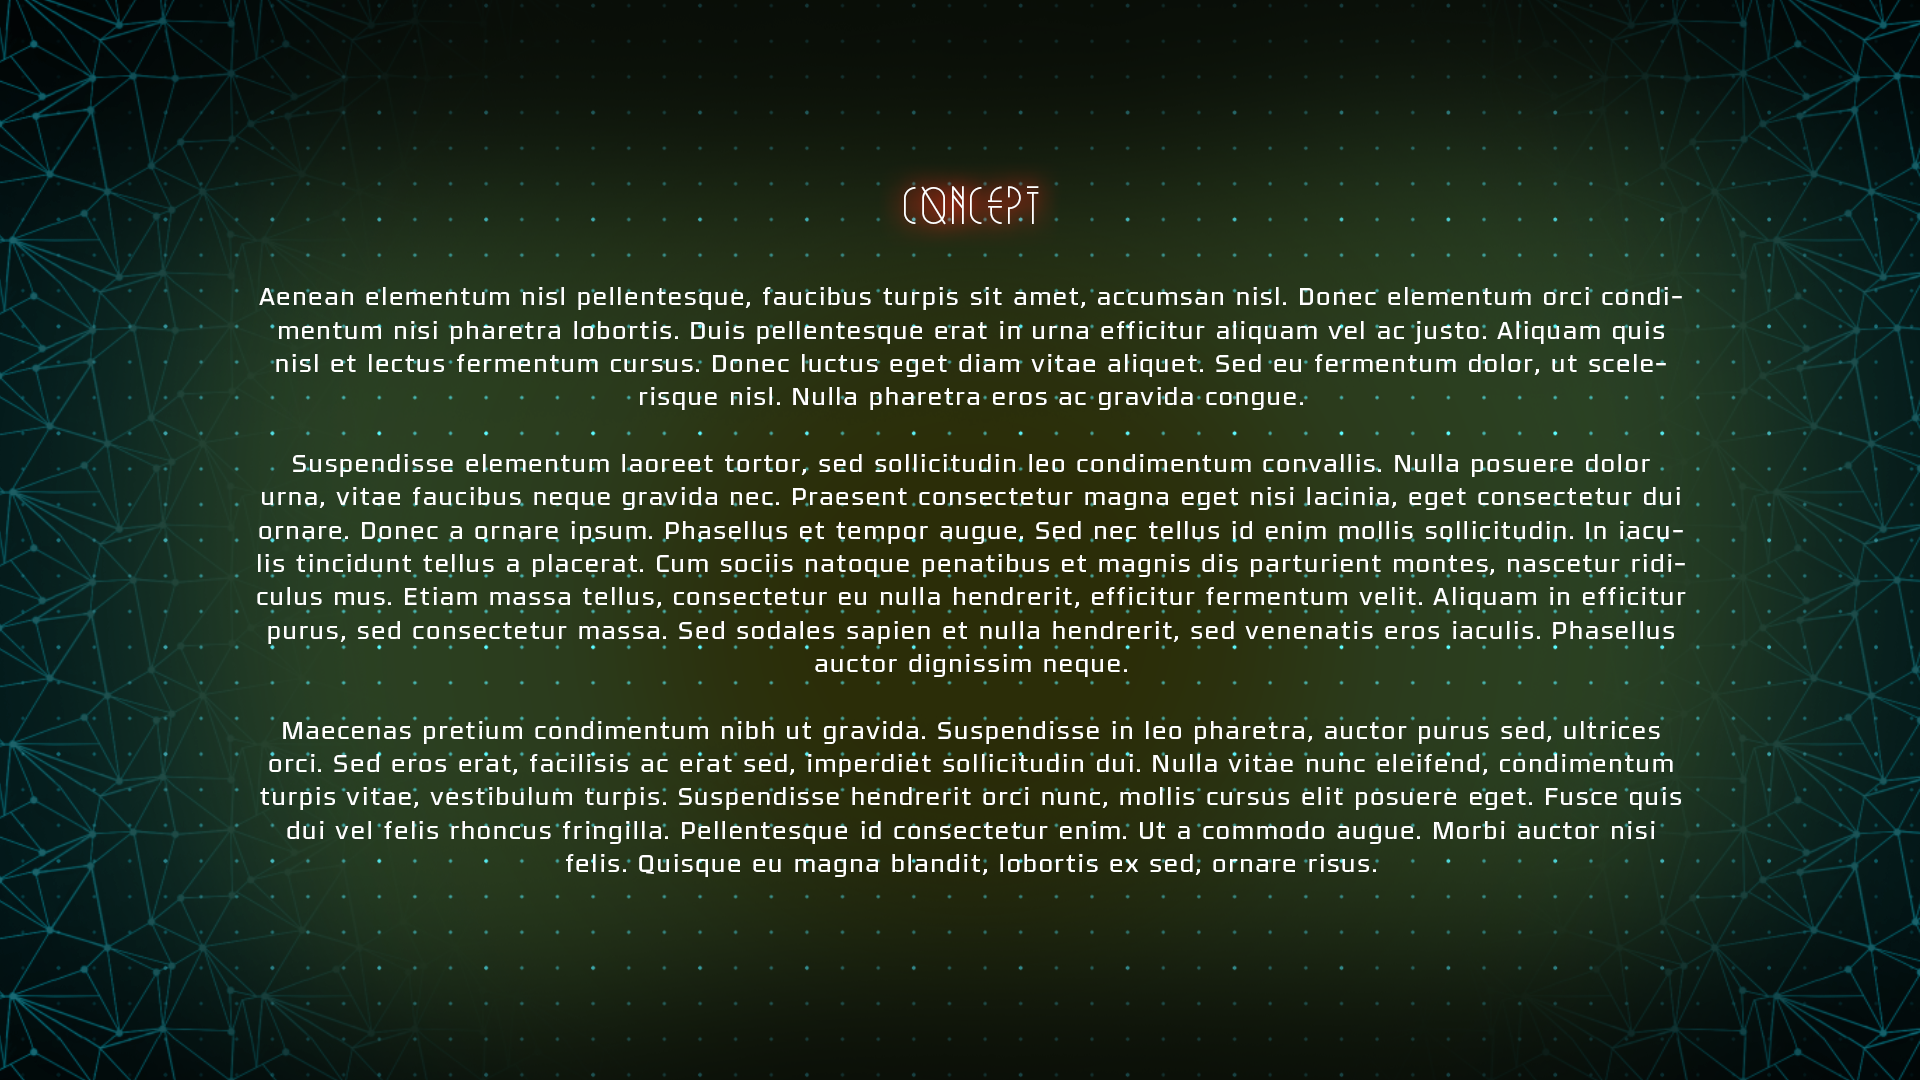 CONCEPT
Aenean elementum nisl pellentesque, faucibus turpis sit amet, accumsan nisl. Donec elementum orci condi-
mentum nisi pharetra lobortis. Duis pellentesque erat in urna efficitur aliquam vel ac justo. Aliquam quis
nisl et lectus fermentum cursus. Donec luctus eget diam vitae aliquet. Sed eu fermentum dolor, ut scele-
risque nisl. Nulla pharetra eros ac gravida congue.
Suspendisse elementum laoreet tortor, sed sollicitudin leo condimentum convallis. Nulla posuere dolor
urna, vitae faucibus neque gravida nec. Praesent consectetur magna eget nisi lacinia, eget consectetur dui
ornare. Donec a ornare ipsum. Phasellus et tempor augue. Sed nec tellus id enim mollis sollicitudin. In iacu-
lis tincidunt tellus a placerat. Cum sociis natoque penatibus et magnis dis parturient montes, nascetur ridi-
culus mus. Etiam massa tellus, consectetur eu nulla hendrerit, efficitur fermentum velit. Aliquam in efficitur
purus, sed consectetur massa. Sed sodales sapien et nulla hendrerit, sed venenatis eros iaculis. Phasellus
auctor dignissim neque.
Maecenas pretium condimentum nibh ut gravida. Suspendisse in leo pharetra, auctor purus sed, ultrices
orci. Sed eros erat, facilisis ac erat sed, imperdiet sollicitudin dui. Nulla vitae nunc eleifend, condimentum
turpis vitae, vestibulum turpis. Suspendisse hendrerit orci nunc, mollis cursus elit posuere eget. Fusce quis
dui vel felis rhoncus fringilla. Pellentesque id consectetur enim. Ut a commodo augue. Morbi auctor nisi
felis. Quisque eu magna blandit, lobortis ex sed, ornare risus.